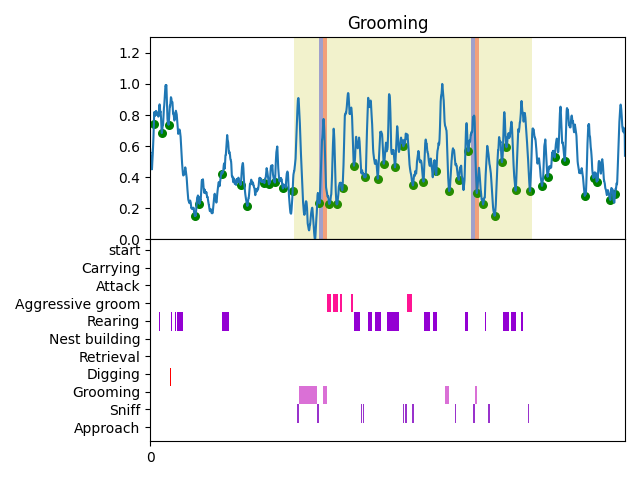 Grooming
1.2
1.0
0.8
0.6
0.4
0.2
0.0
start
Carrying
Attack
Aggressive groom
Rearing
Nest building
Retrieval
Digging
Grooming
Sniff
Approach
0